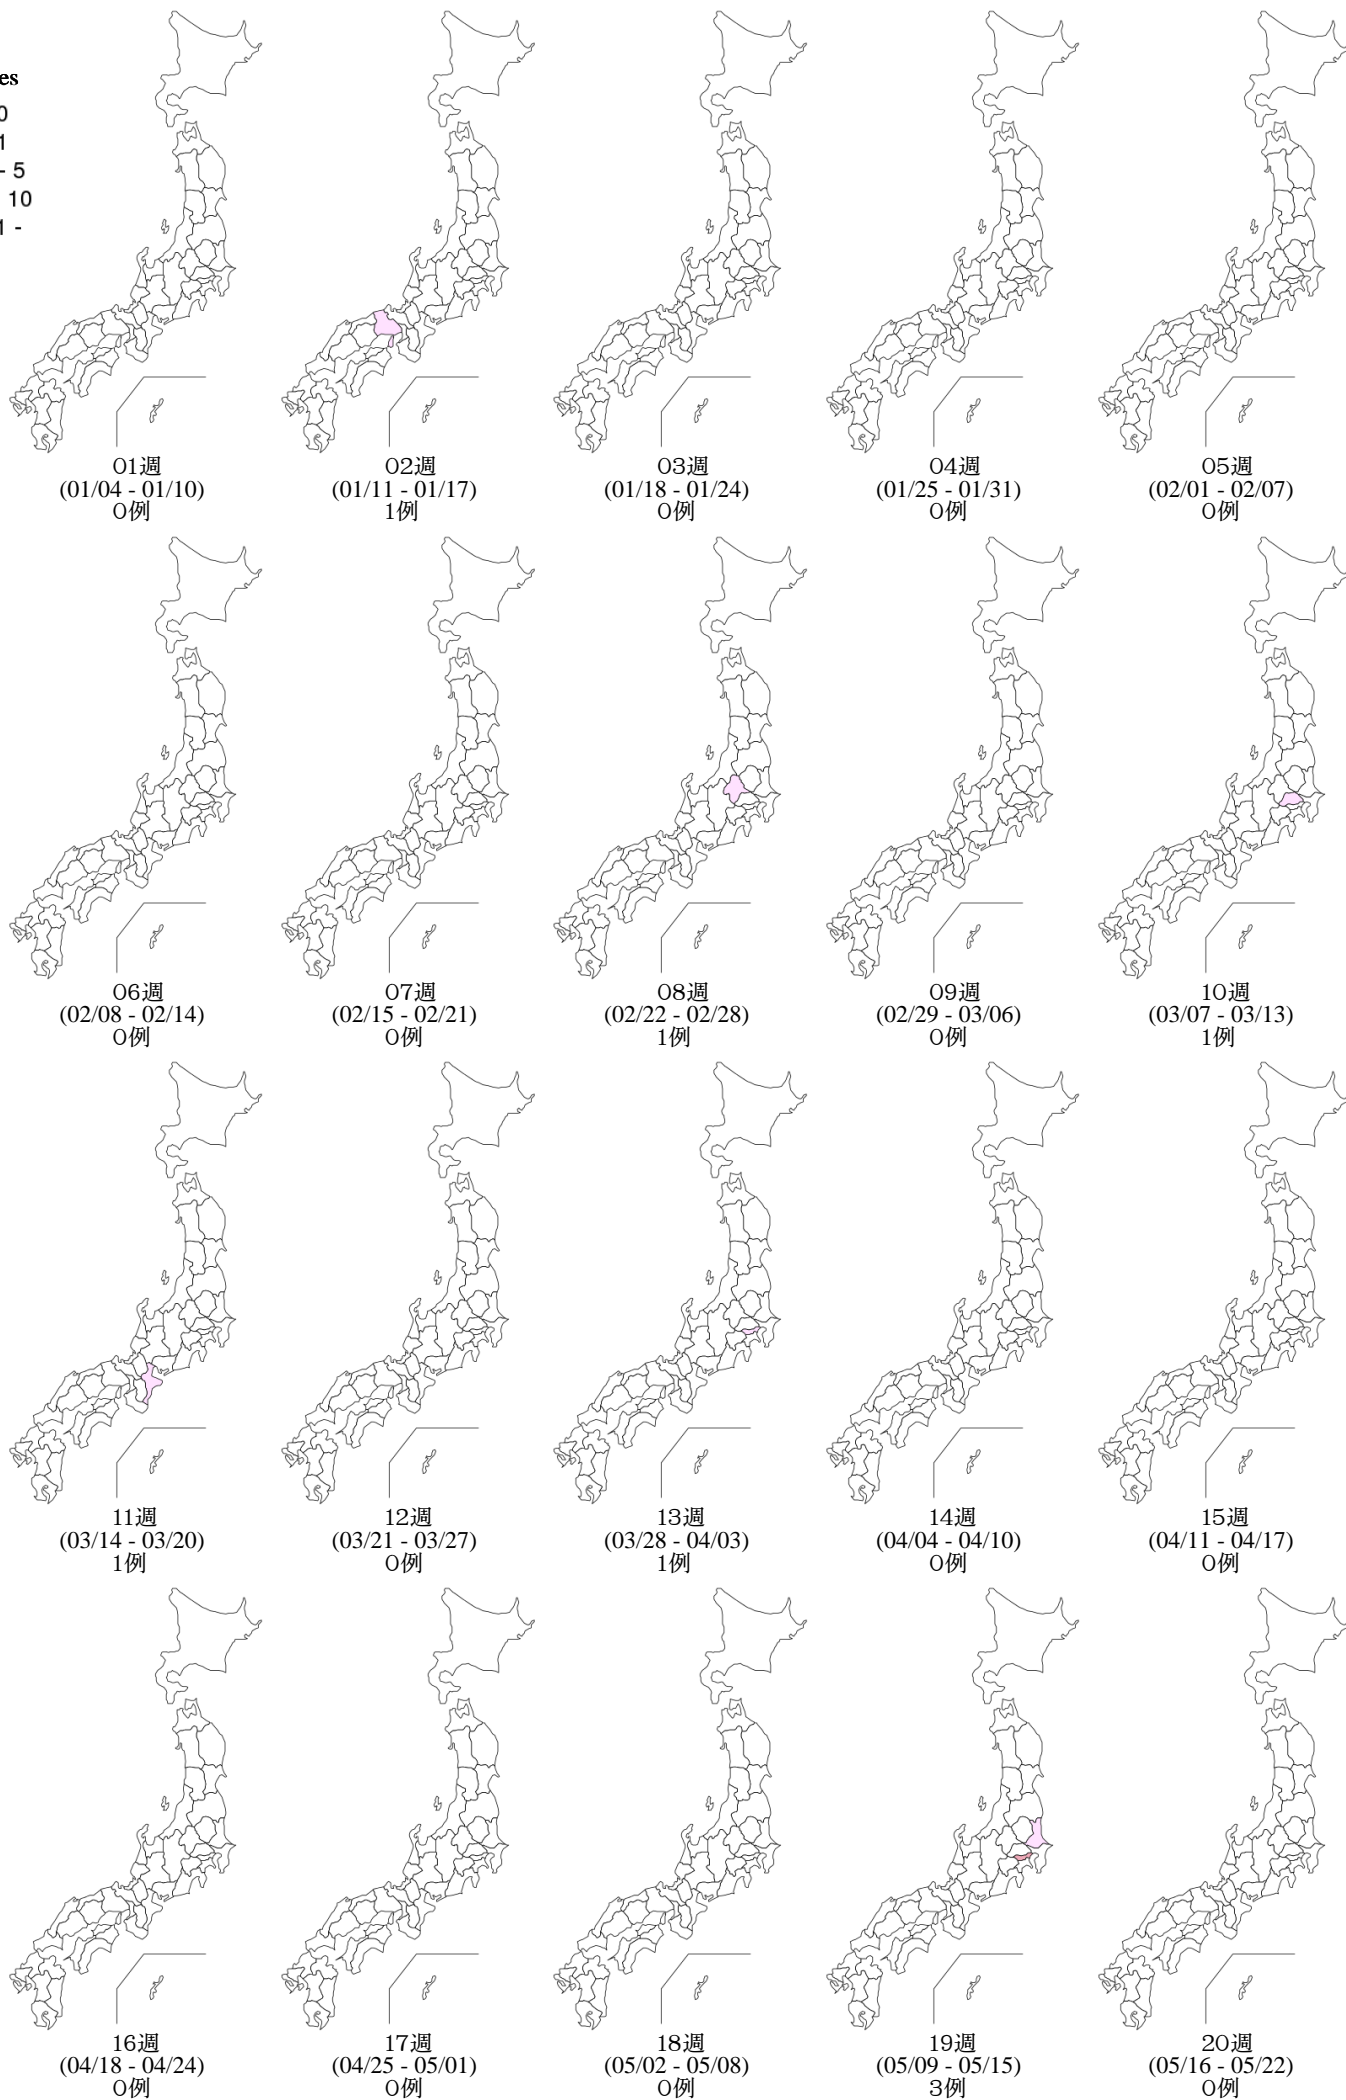 es
0
1
- 5
10
1 -
01週
(01/04 - 01/10)
0例
02週
(01/11 - 01/17)
1例
03週
(01/18 - 01/24)
0例
04週
(01/25 - 01/31)
0例
05週
(02/01 - 02/07)
0例
06週
(02/08 - 02/14)
0例
07週
(02/15 - 02/21)
0例
08週
(02/22 - 02/28)
1例
09週
(02/29 - 03/06)
0例
10週
(03/07 - 03/13)
1例
11週
(03/14 - 03/20)
1例
12週
(03/21 - 03/27)
0例
13週
(03/28 - 04/03)
1例
14週
(04/04 - 04/10)
0例
15週
(04/11 - 04/17)
0例
16週
(04/18 - 04/24)
0例
17週
(04/25 - 05/01)
0例
18週
(05/02 - 05/08)
0例
19週
(05/09 - 05/15)
3例
20週
(05/16 - 05/22)
0例